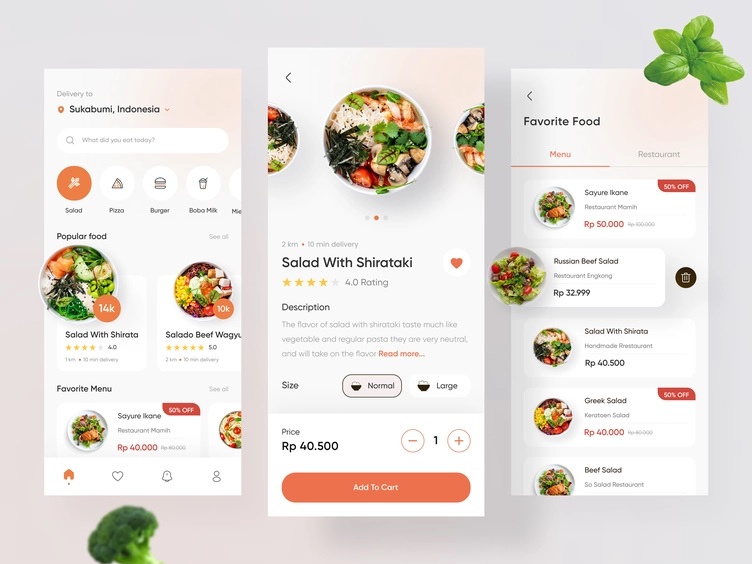 Delivery to
Sukabumi, Indonesia
What did you eat today?
Salad
Pizza
Burger
Boba Milk
Mie
Popular food
See all
14k
10k
Salad With Shirata
4.0
1 km • 10 min delivery
Salado Beef Wagyu
5.0
2 km • 10 min delivery
Favorite Menu
See all
50% OFF
Sayure Ikane
Restaurant Mamih
Rp 40.000 Rp 80.000
2 km • 10 min delivery
Salad With Shirataki
4.0 Rating
Description
The flavor of salad with shirataki taste much like
vegetable and regular pasta they are very neutral,
and will take on the flavor Read more...
Size
Normal
Large
Price
Rp 40.500
1
Add To Cart
Favorite Food
Menu
Restaurant
50% OFF
Sayure Ikane
Restaurant Mamih
Rp 50.000 Rp 100.000
Russian Beef Salad
Restaurant Engkong
Rp 32.999
Salad With Shirata
Handmade Rrestaurant
Rp 40.500
50% OFF
Greek Salad
Keratoen Salad
Rp 40.000 Rp 80.000
Beef Salad
So Salad Restaurant